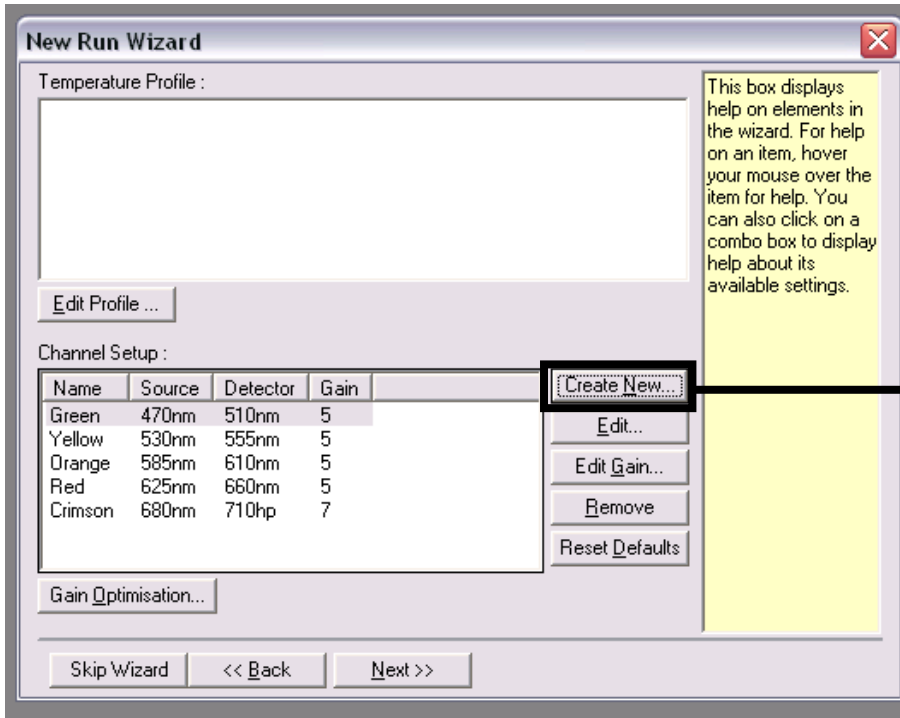 New Run Wizard
Temperature Profile :
This box displays
help on elements in
the wizard. For help
on an item, hover
your mouse over the
item for help. You
can also click on a
combo box to display
help about its
available settings.
Edit Profile ...
Channel Setup :
Name Source Detector Gain
Green 470nm 510nm 5
Yellow 530nm 555nm 5
Orange 585nm 610nm 5
Red 625nm 660nm 5
Crimson 680nm 710hp 7
Create New...
Edit...
Edit Gain...
Remove
Reset Defaults
Gain Optimisation...
Skip Wizard << Back Next >>